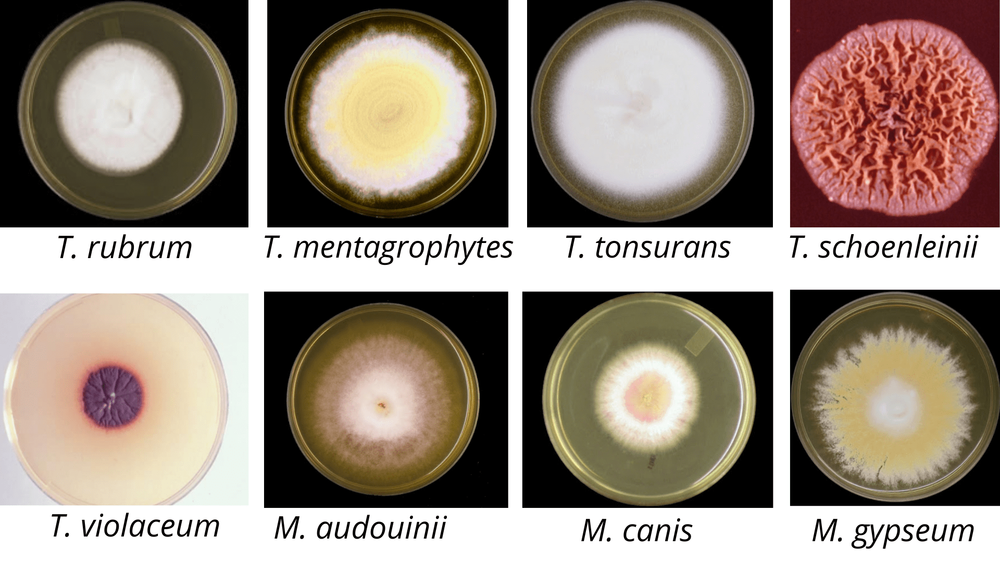 T. rubrum
T. mentagrophytes
T. tonsurans
T. schoenleinii
T. violaceum
M. audouinii
M. canis
M. gypseum